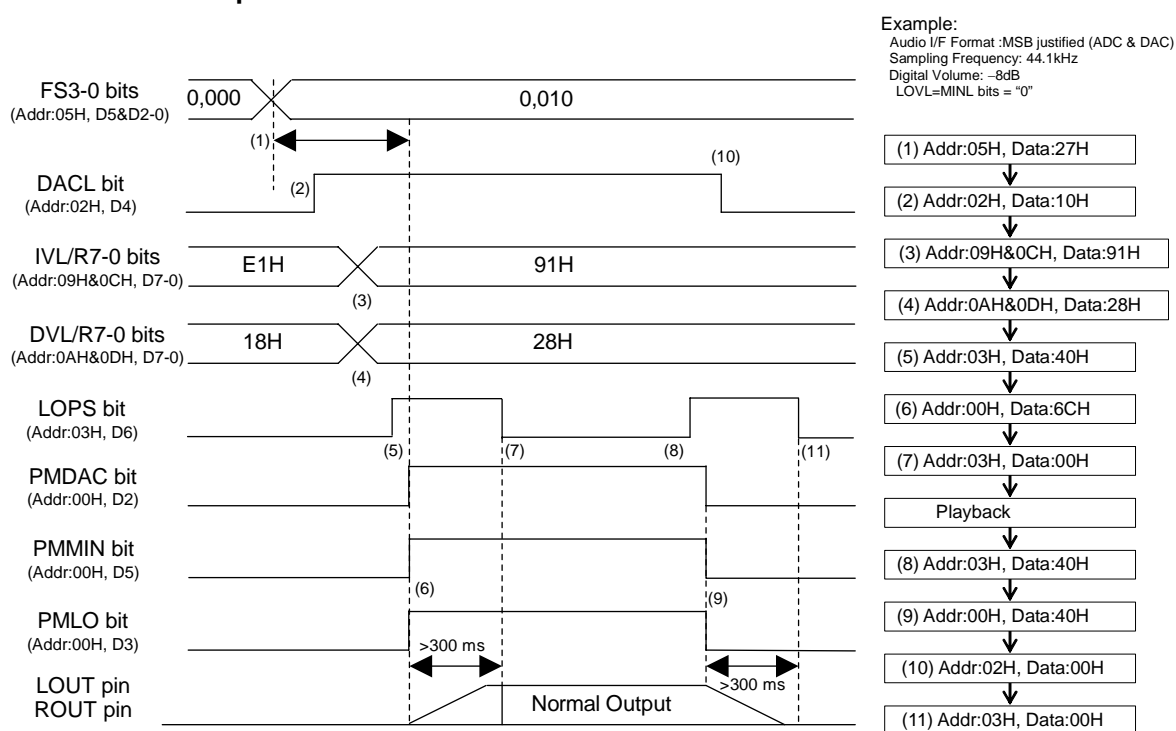 Example:
Audio I/F Format :MSB justified (ADC & DAC)
Sampling Frequency: 44.1kHz
Digital Volume: −8dB
LOVL=MINL bits = “0”
FS3-0 bits
(Addr:05H, D5&D2-0)
0,000
0,010
(1)
DACL bit
(Addr:02H, D4)
(2)
(10)
IVL/R7-0 bits
(Addr:09H&0CH, D7-0)
E1H
91H
(3)
DVL/R7-0 bits
(Addr:0AH&0DH, D7-0)
18H
28H
(4)
LOPS bit
(Addr:03H, D6)
(5)
(7)
(8)
(11)
PMDAC bit
(Addr:00H, D2)
PMMIN bit
(Addr:00H, D5)
(6)
(9)
PMLO bit
(Addr:00H, D3)
>300 ms
>300 ms
LOUT pin
ROUT pin
Normal Output
(1) Addr:05H, Data:27H
(2) Addr:02H, Data:10H
(3) Addr:09H&0CH, Data:91H
(4) Addr:0AH&0DH, Data:28H
(5) Addr:03H, Data:40H
(6) Addr:00H, Data:6CH
(7) Addr:03H, Data:00H
Playback
(8) Addr:03H, Data:40H
(9) Addr:00H, Data:40H
(10) Addr:02H, Data:00H
(11) Addr:03H, Data:00H